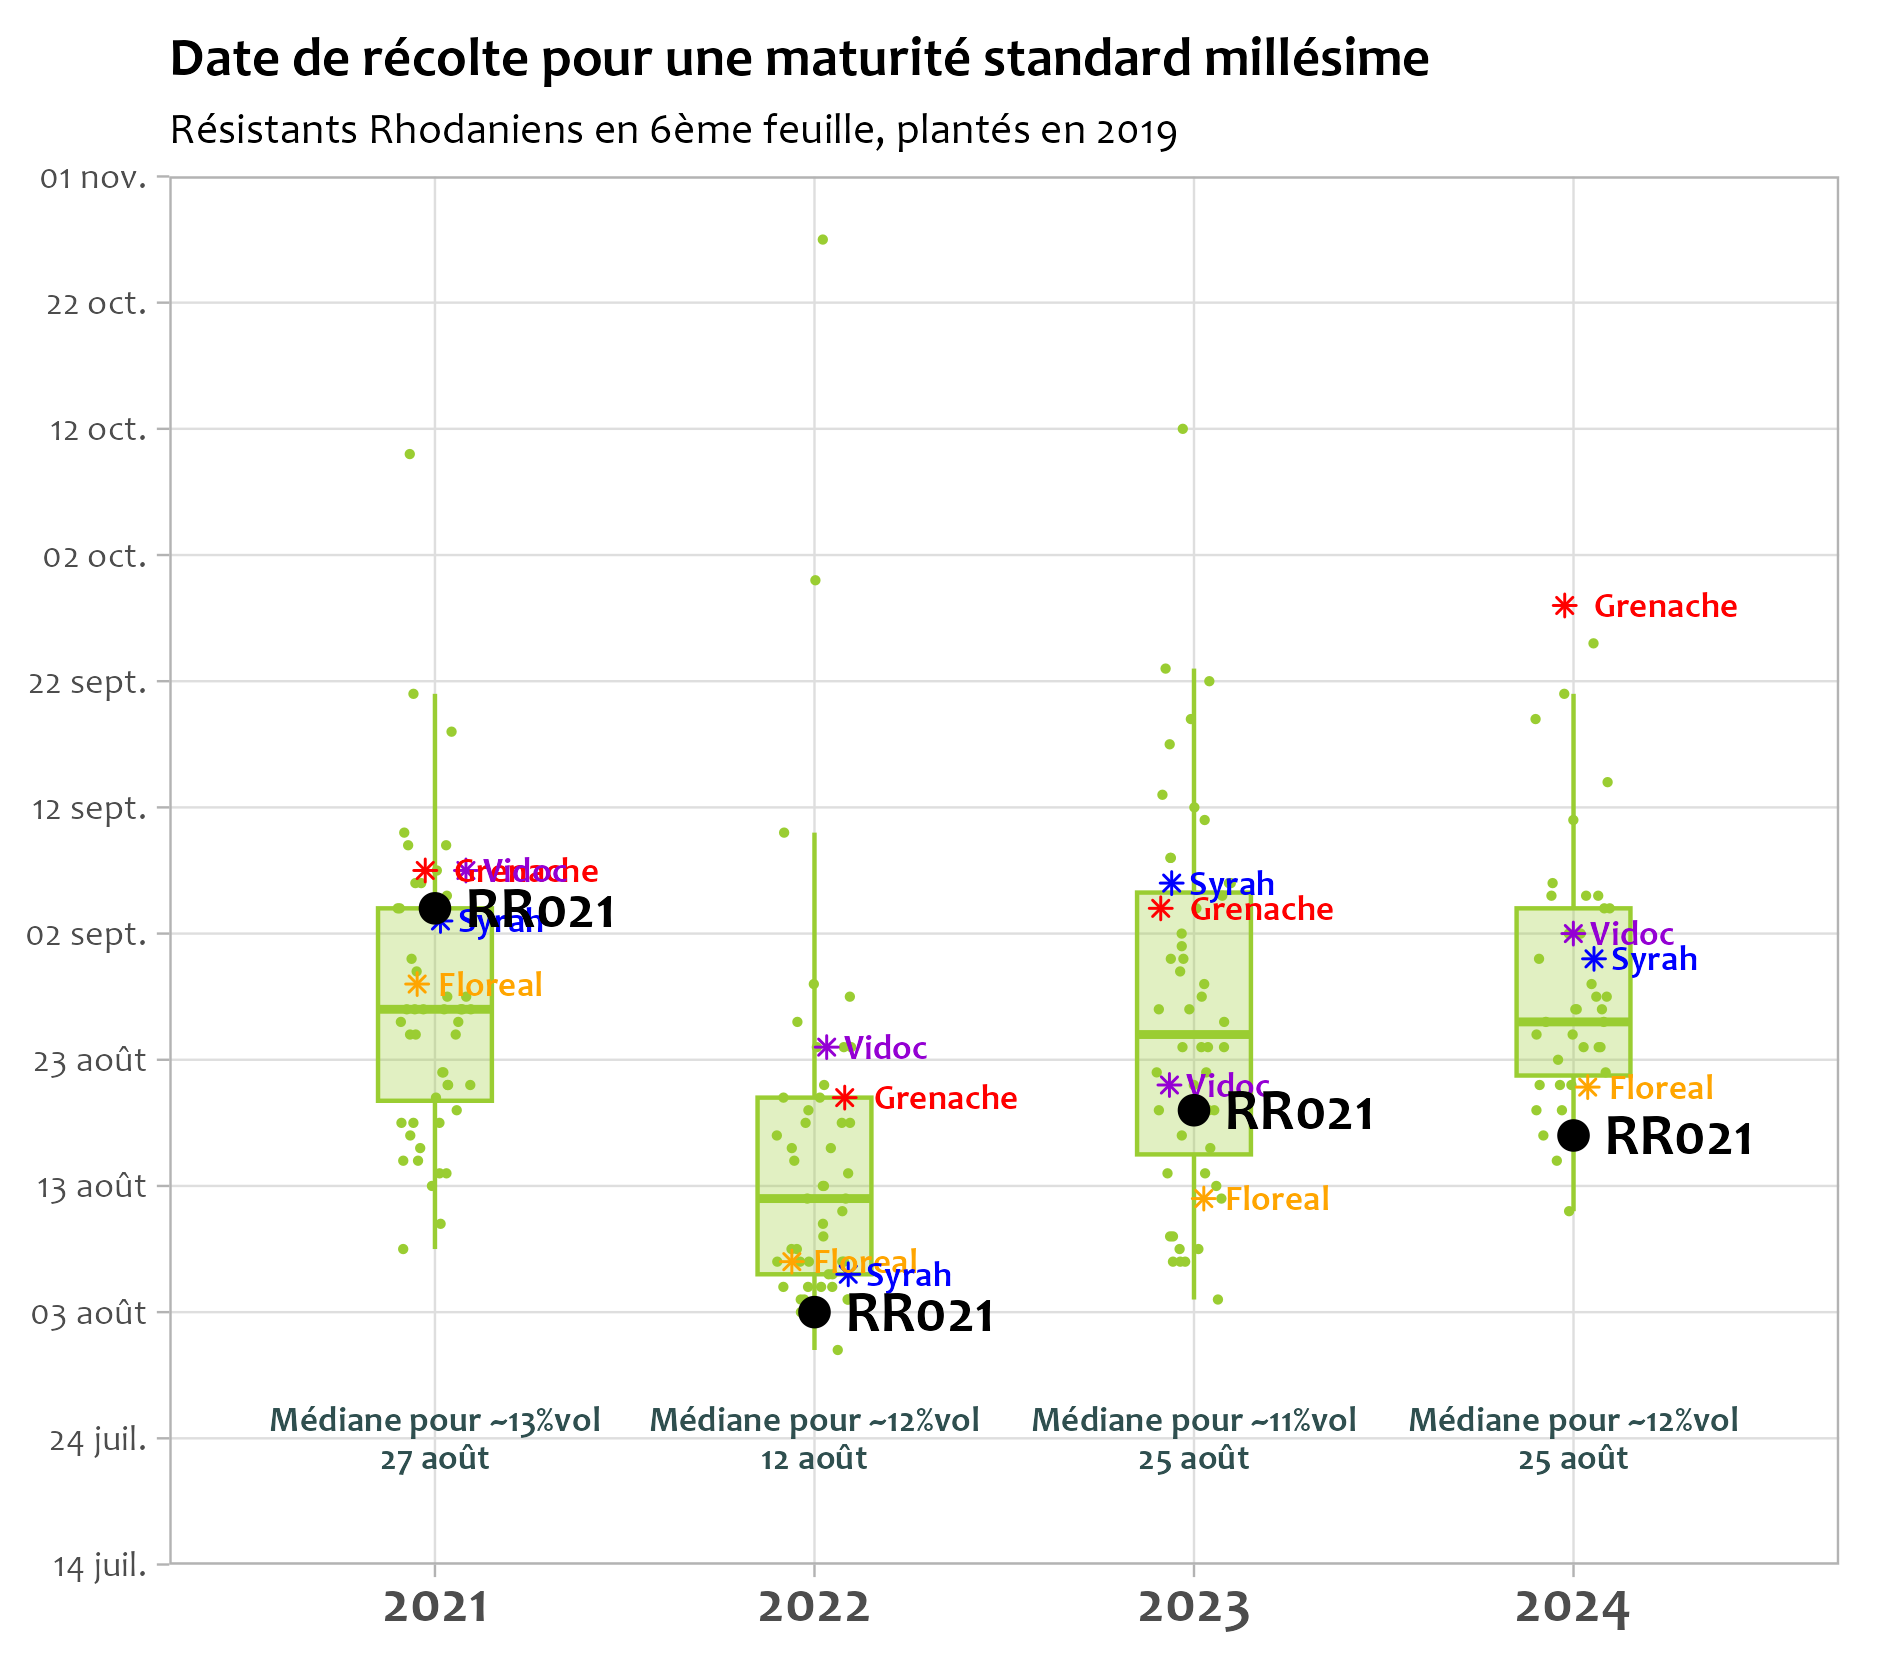 Date de récolte pour une maturité standard millésime
Résistants Rhodaniens en 6ème feuille, plantés en 2019
01 nov.
22 oct.
12 oct.
02 oct.
Grenache
22 sept.
12 sept.
Grenache
Vidoc
Syrah
RR021
Grenache
Syrah
02 sept.
Vidoc
Syrah
Floreal
23 août
Vidoc
Vidoc
Floreal
Grenache
RR021
RR021
13 août
Floreal
Floreal
Syrah
03 août
RR021
Médiane pour ~13%vol
27 août
Médiane pour ~12%vol
12 août
Médiane pour ~11%vol
25 août
Médiane pour ~12%vol
25 août
24 juil.
14 juil.
2021
2022
2023
2024